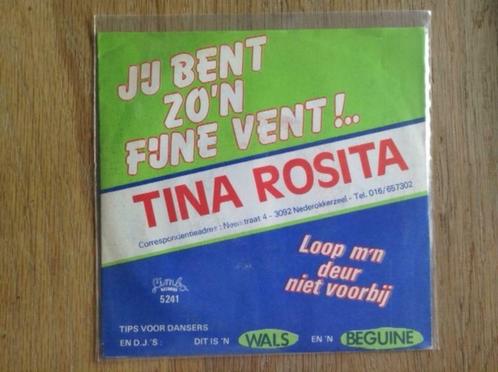 JIJ BENT
ZO'N
FIJNE VENT!..
TINA ROSITA
Correspondentieadres : 4 - 3092 Nederokkerzeel - Tel. 016/657302
Loop m'n
deur
niet voorbij
5241
TIPS VOOR DANSERS
EN D.J.'S : DIT IS 'N WALS EN 'N BEGUINE